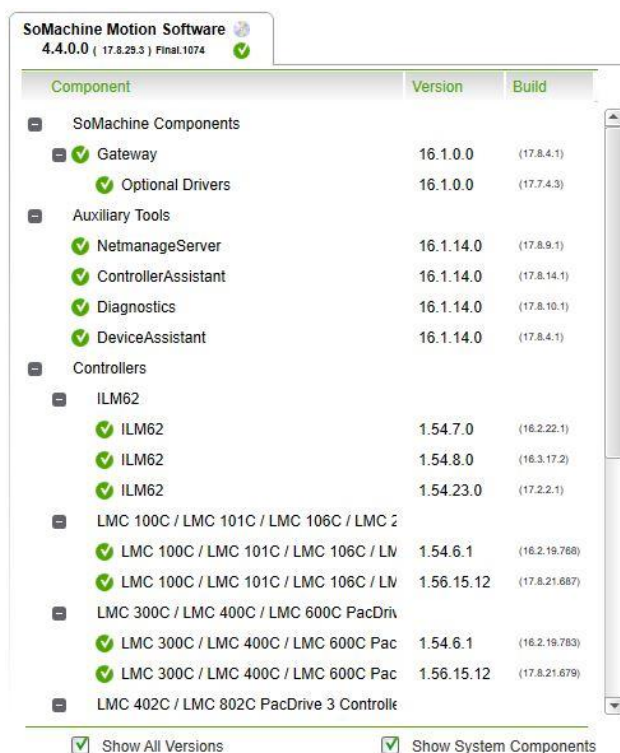 SoMachine Motion Software
4.4.0.0 ( 17.8.29.3 ) Final.1074
Component Version Build
SoMachine Components
Gateway 16.1.0.0 (17.8.4.1)
Optional Drivers 16.1.0.0 (17.7.4.3)
Auxiliary Tools
NetmanageServer 16.1.14.0 (17.8.9.1)
ControllerAssistant 16.1.14.0 (17.8.14.1)
Diagnostics 16.1.14.0 (17.8.10.1)
DeviceAssistant 16.1.14.0 (17.8.4.1)
Controllers
ILM62
ILM62 1.54.7.0 (16.2.22.1)
ILM62 1.54.8.0 (16.3.17.2)
ILM62 1.54.23.0 (17.2.2.1)
LMC 100C / LMC 101C / LMC 106C / LMC 2
LMC 100C / LMC 101C / LMC 106C / LM 1.54.6.1 (16.2.19.768)
LMC 100C / LMC 101C / LMC 106C / LM 1.56.15.12 (17.8.21.687)
LMC 300C / LMC 400C / LMC 600C PacDriv
LMC 300C / LMC 400C / LMC 600C Pac 1.54.6.1 (16.2.19.783)
LMC 300C / LMC 400C / LMC 600C Pac 1.56.15.12 (17.8.21.679)
LMC 402C / LMC 802C PacDrive 3 Controlle
Show All Versions Show System Components